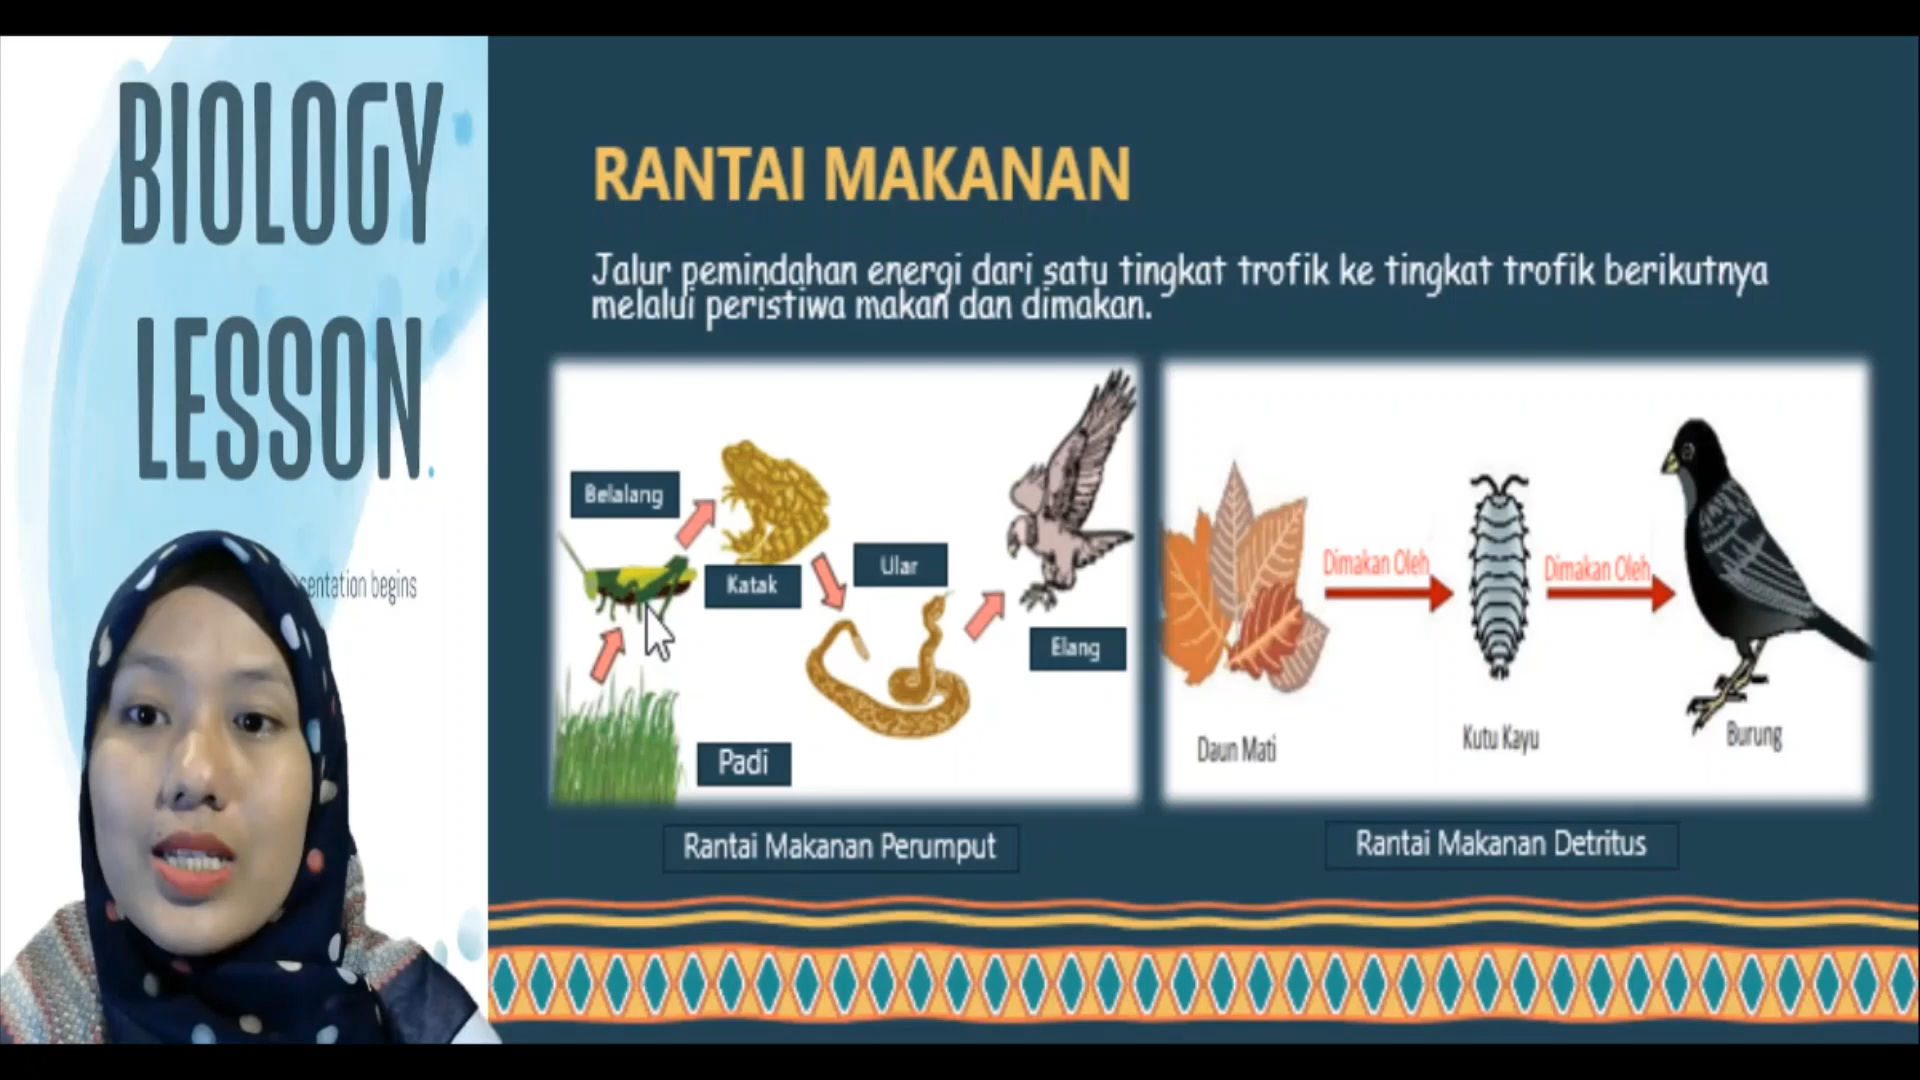 BIOLOGY
LESSON.
sentation begins
RANTAI MAKANAN
Jalur pemindahan energi dari satu tingkat trofik ke tingkat trofik berikutnya
melalui peristiwa makan dan dimakan.
Belalang
Katak
Ular
Elang
Padi
Rantai Makanan Perumput
Dimakan Oleh
Dimakan Oleh
Daun Mati
Kutu Kayu
Burung
Rantai Makanan Detritus